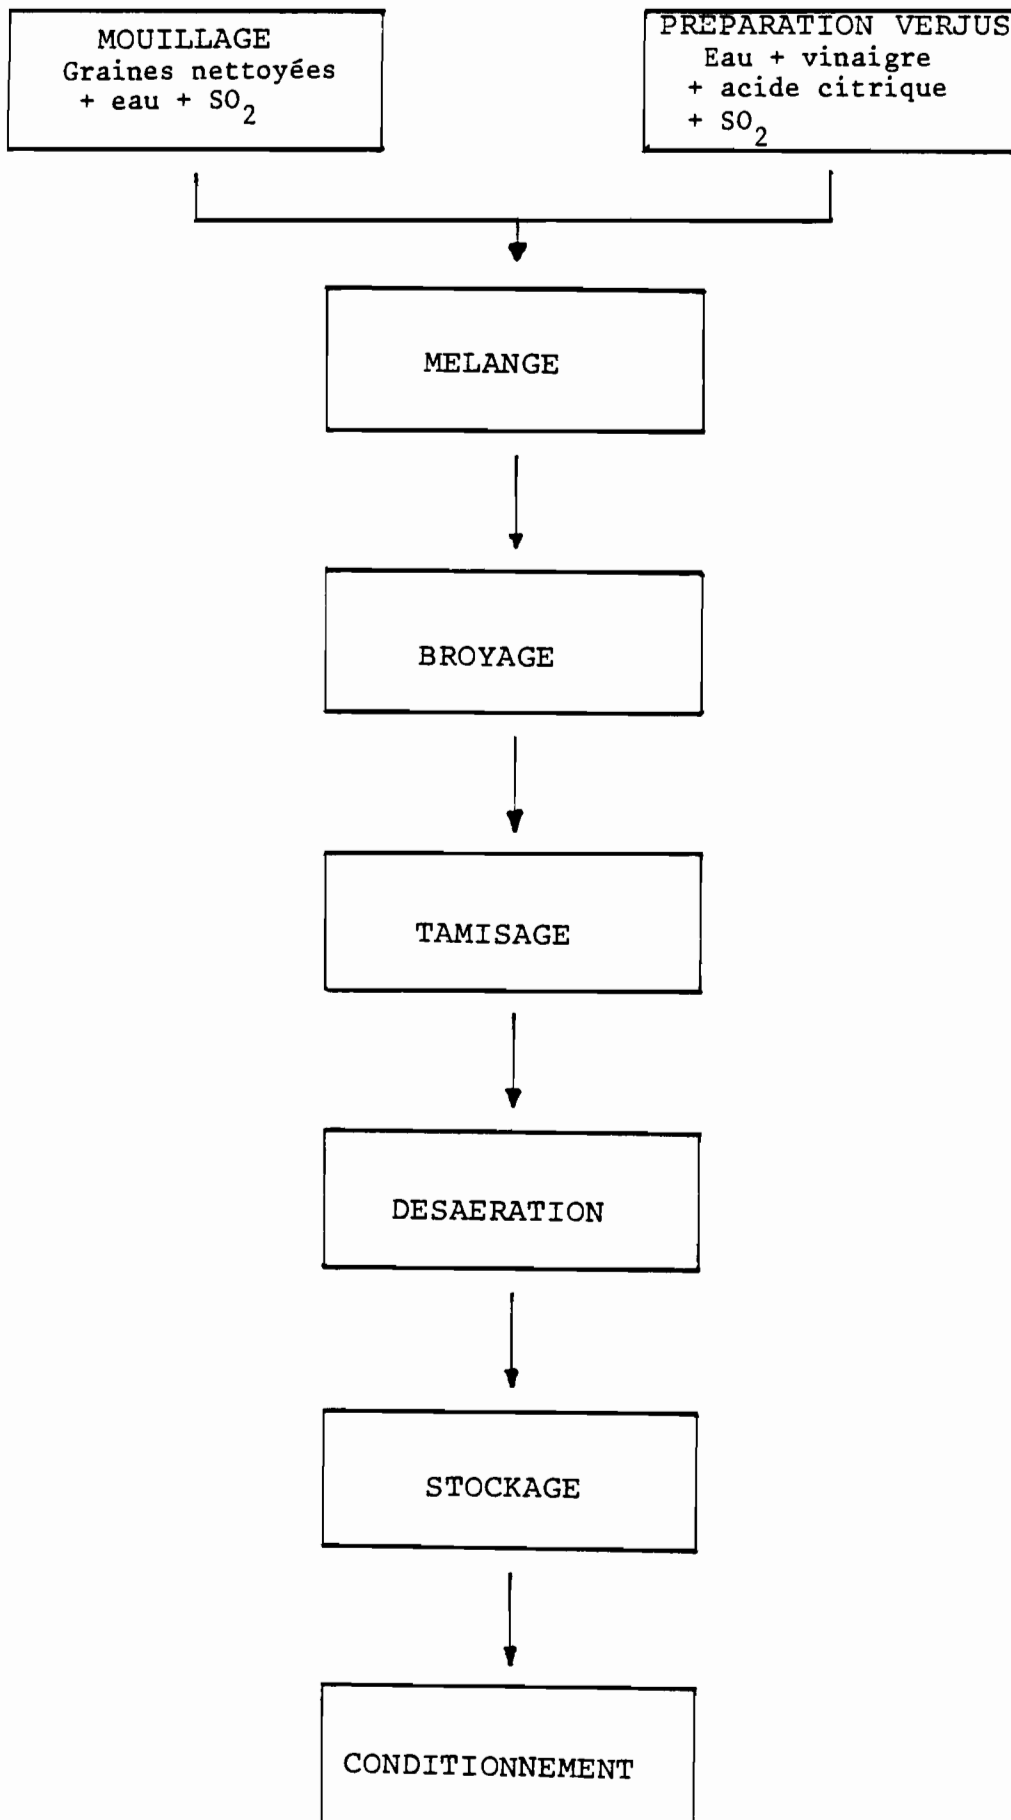 MOUILLAGE
Graines nettoyées
+ eau + SO2
PREPARATION VERJUS
Eau + vinaigre
+ acide citrique
+ SO2
MELANGE
BROYAGE
TAMISAGE
DESAERATION
STOCKAGE
CONDITIONNEMENT